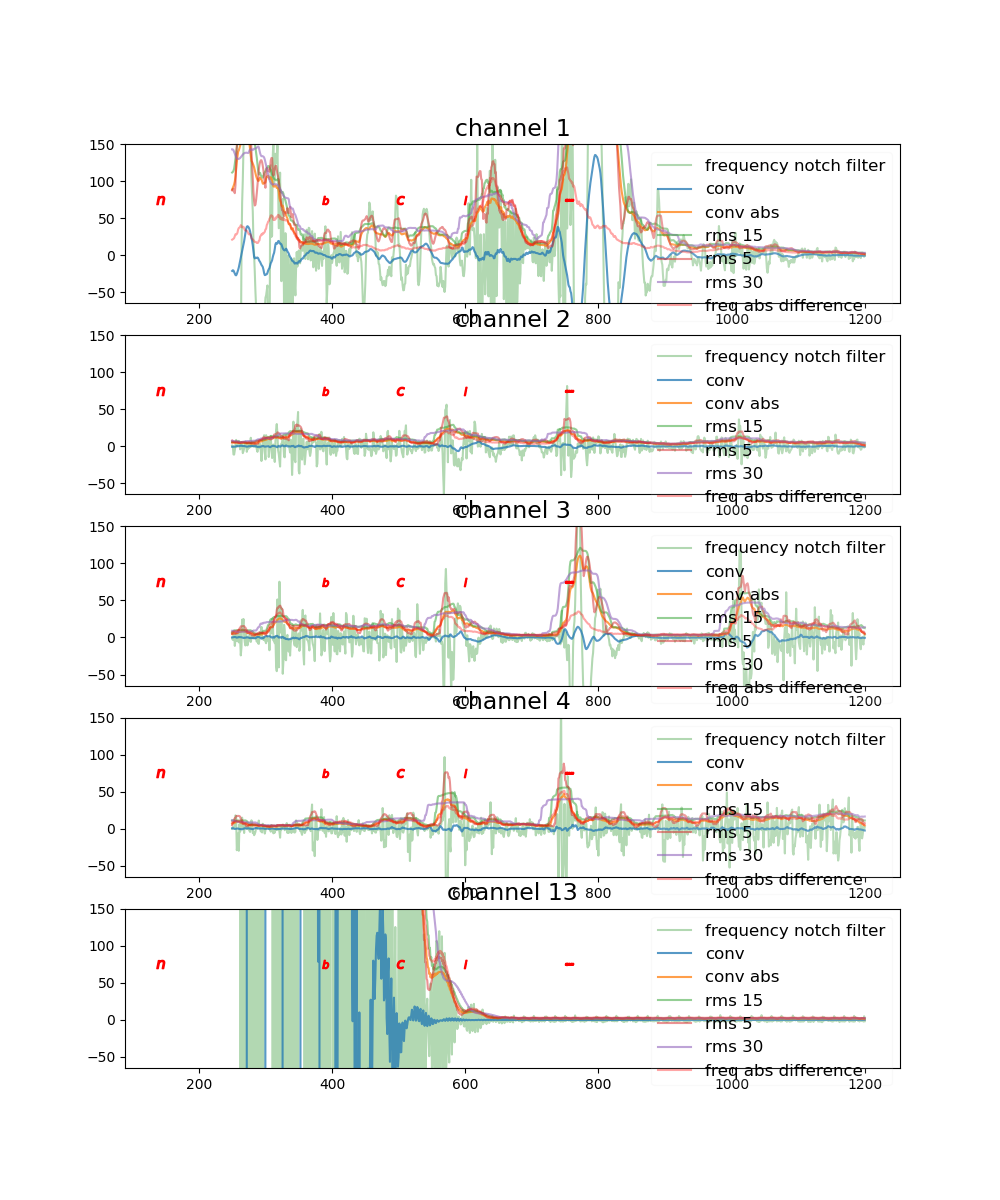 channel 1
150
100
50
0
−50
n b c l –
frequency notch filter
conv
conv abs
rms 15
rms 5
rms 30
freq abs difference
200 400 600 800 1000 1200
channel 2
150
100
50
0
−50
n b c l –
frequency notch filter
conv
conv abs
rms 15
rms 5
rms 30
freq abs difference
200 400 600 800 1000 1200
channel 3
150
100
50
0
−50
n b c l –
frequency notch filter
conv
conv abs
rms 15
rms 5
rms 30
freq abs difference
200 400 600 800 1000 1200
channel 4
150
100
50
0
−50
n b c l –
frequency notch filter
conv
conv abs
rms 15
rms 5
rms 30
freq abs difference
200 400 600 800 1000 1200
channel 13
150
100
50
0
−50
n b c l –
frequency notch filter
conv
conv abs
rms 15
rms 5
rms 30
freq abs difference
200 400 600 800 1000 1200